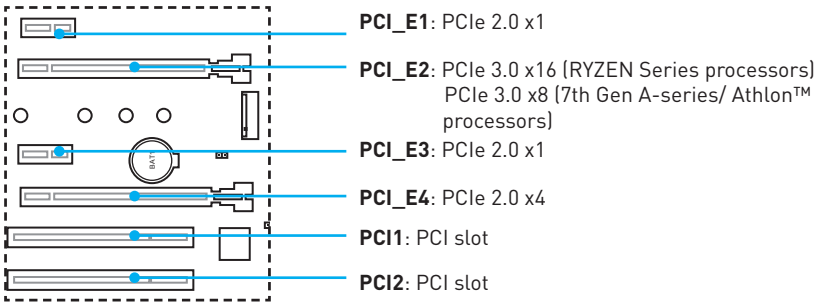 PCI_E1: PCIe 2.0 x1
PCI_E2: PCIe 3.0 x16 (RYZEN Series processors)
PCIe 3.0 x8 (7th Gen A-series/ Athlon™
processors)
PCI_E3: PCIe 2.0 x1
BAT1
PCI_E4: PCIe 2.0 x4
PCI1: PCI slot
PCI2: PCI slot